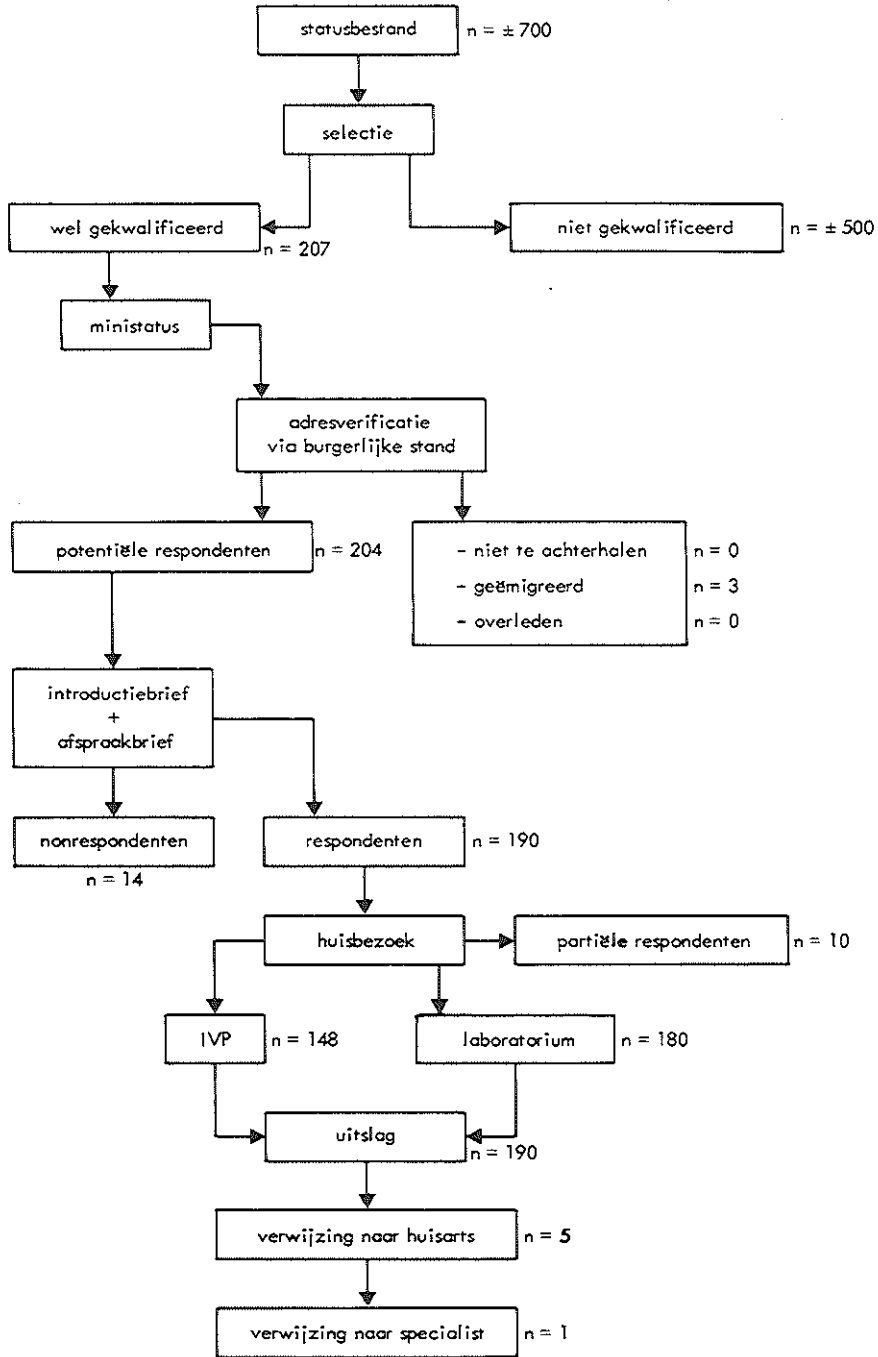 statusbestand n = ± 700
selectie
wel gekwalificeerd
n = 207
niet gekwalificeerd n = ± 500
ministatus
adresverificatie
via burgerlijke stand
potentiële respondenten n = 204
– niet te achterhalen n = 0
– geëmigreerd n = 3
– overleden n = 0
introductiebrief
+
afspraakbrief
nonrespondenten
n = 14
respondenten n = 190
huisbezoek
partiële respondenten n = 10
IVP n = 148
laboratorium n = 180
uitslag
n = 190
verwijzing naar huisarts n = 5
verwijzing naar specialist n = 1